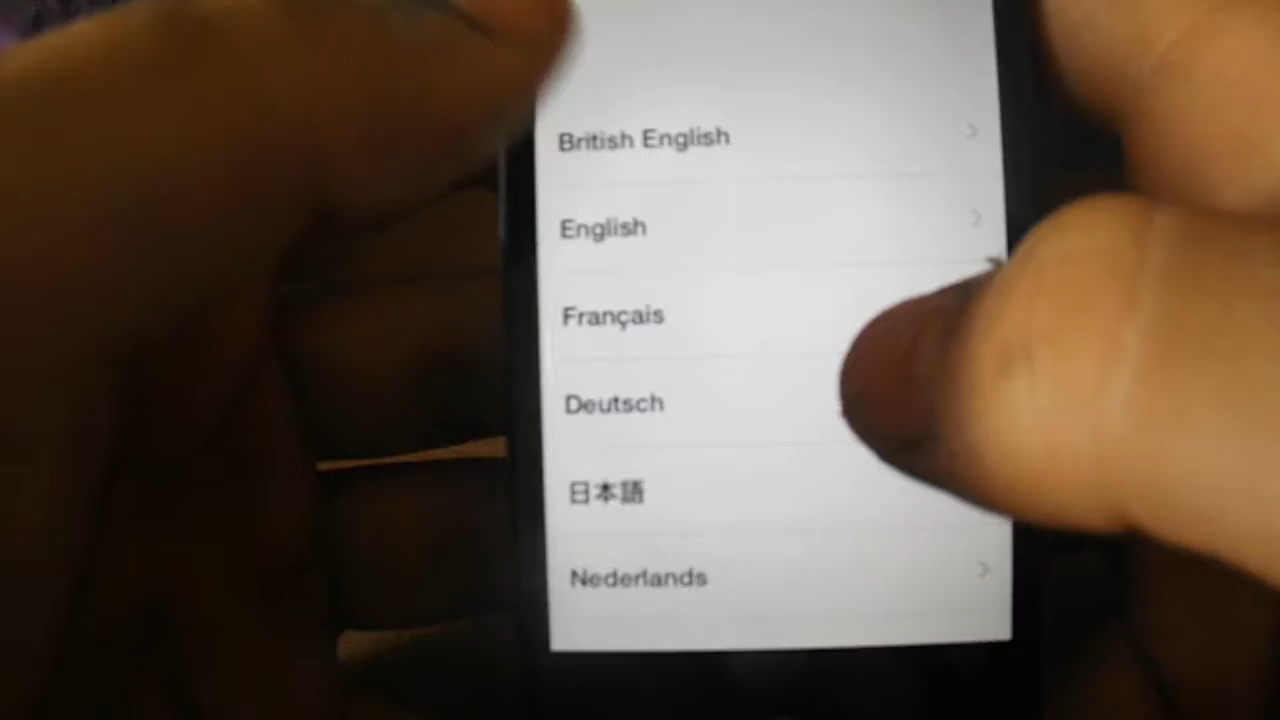 British English
English
Français
Deutsch
日本語
Nederlands